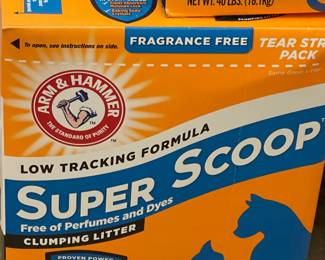 NET WT. 40 LBS. (18.1kg)
To open, see instructions on side.
FRAGRANCE FREE
TEAR STR
PACK
ARM & HAMMER
THE STANDARD OF PURITY
LOW TRACKING FORMULA
SUPER SCOOP
Free of Perfumes and Dyes
CLUMPING LITTER
PROVEN POWER